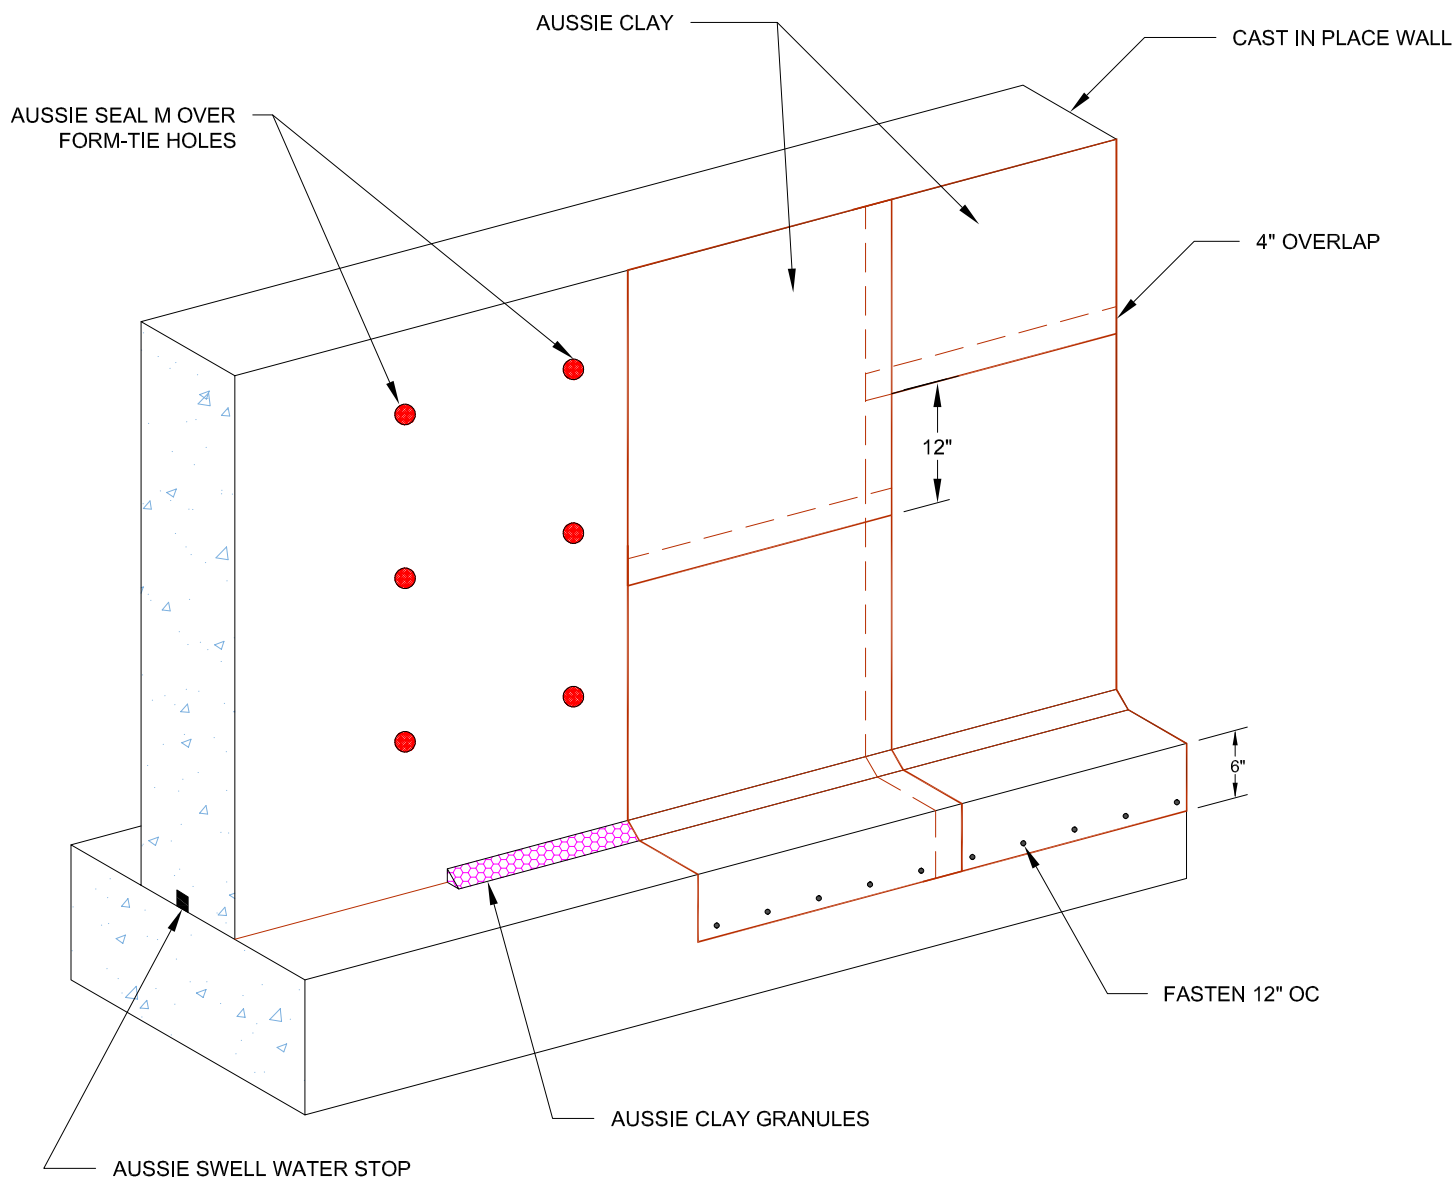 AUSSIE CLAY
CAST IN PLACE WALL
AUSSIE SEAL M OVER
FORM-TIE HOLES
4" OVERLAP
12"
6"
FASTEN 12" OC
AUSSIE CLAY GRANULES
AUSSIE SWELL WATER STOP